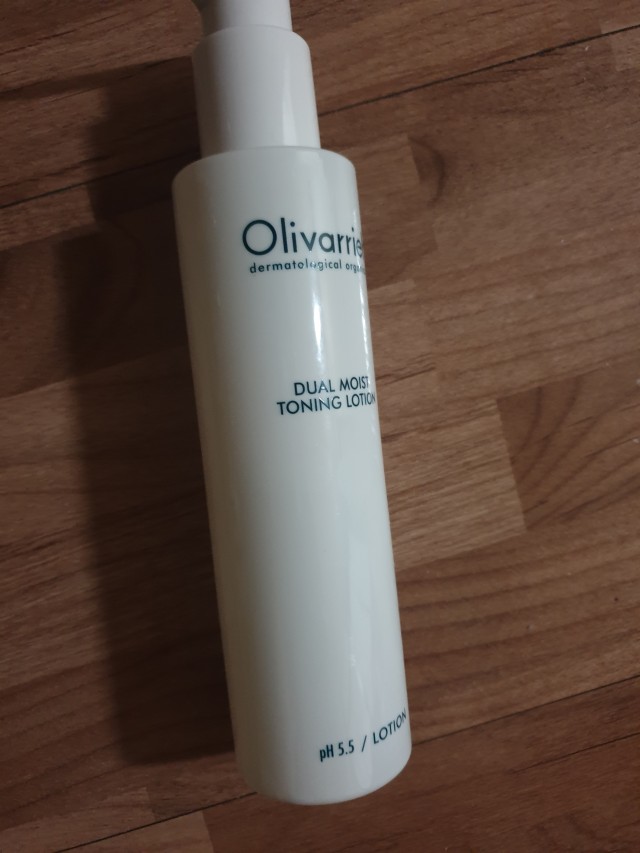 Olivarrie
dermatological
DUAL MOIST
TONING LOTION
pH 5.5 / LOTION